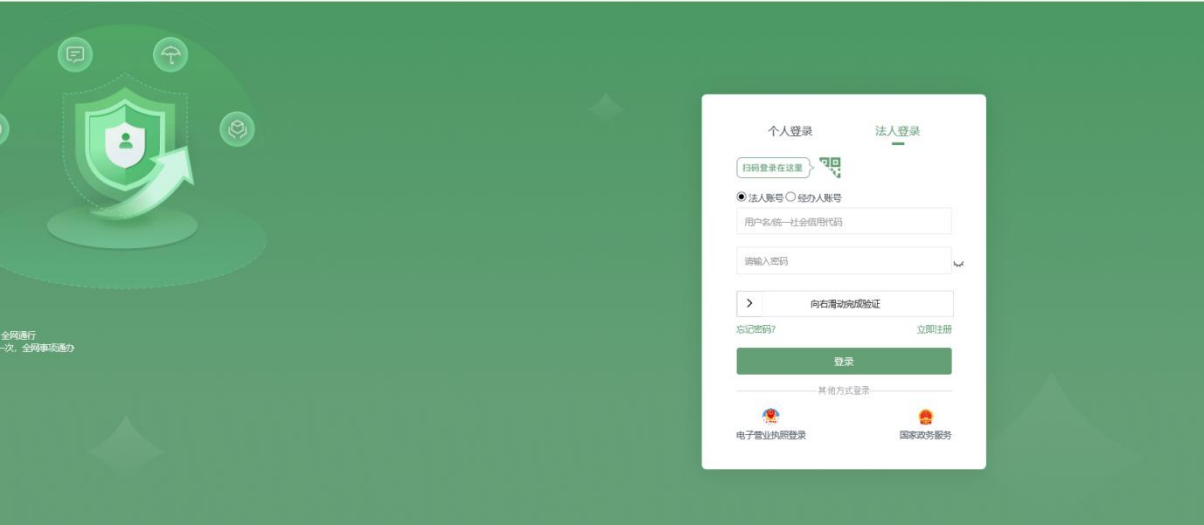 个人登录 法人登录
扫码登录在这里
法人账号 经办人账号
用户名/统一社会信用代码
请输入密码
向右滑动完成验证
忘记密码? 立即注册
登录
其他方式登录
电子营业执照登录 国家政务服务
全网通行
一次，全网事项通办